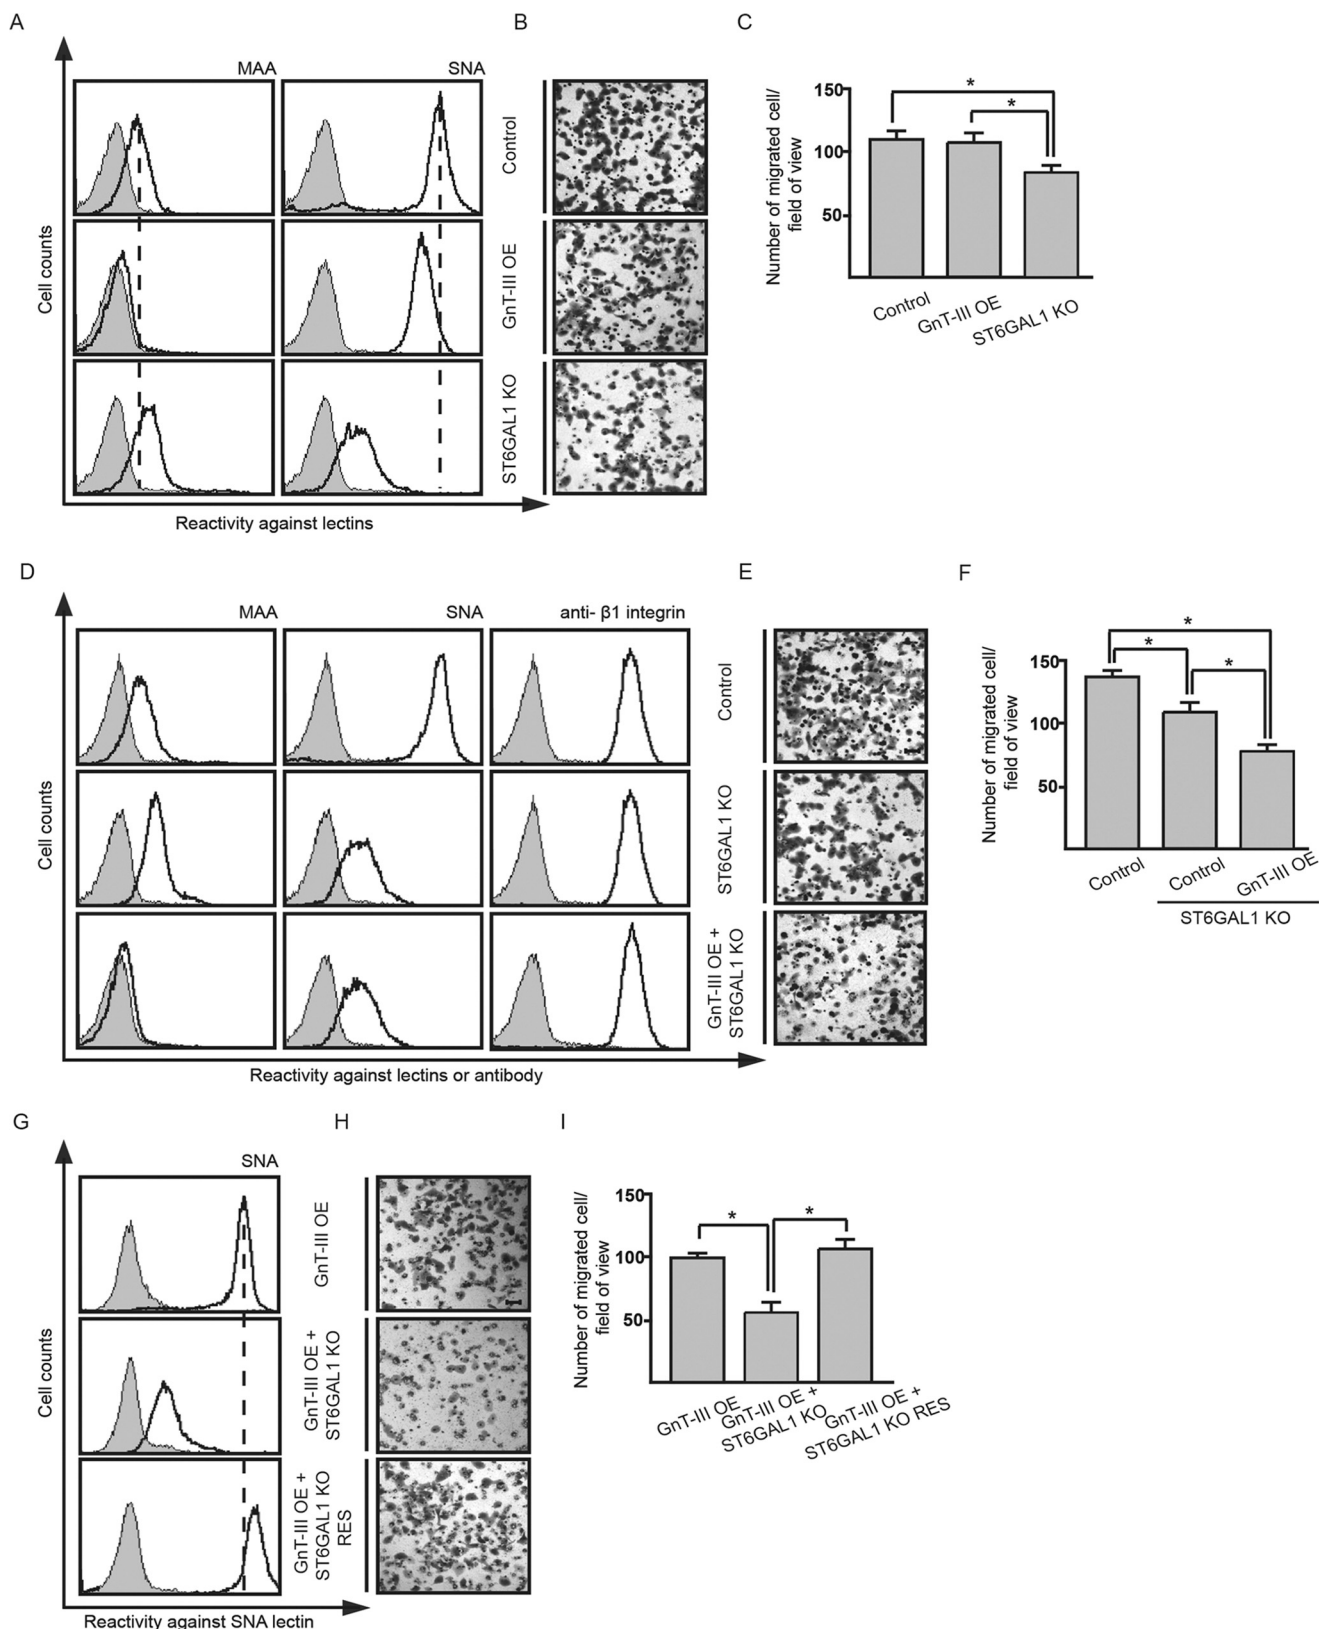 A
B
C
MAA
SNA
Cell counts
Control
GnT-III OE
ST6GAL1 KO
Reactivity against lectins
Number of migrated cell/
field of view
150
100
50
*
*
Control
GnT-III OE
ST6GAL1 KO
D
E
F
MAA
SNA
anti- β1 integrin
Cell counts
Control
ST6GAL1 KO
GnT-III OE +
ST6GAL1 KO
Reactivity against lectins or antibody
Number of migrated cell/
field of view
150
100
50
*
*
*
Control
Control
GnT-III OE
ST6GAL1 KO
G
H
I
SNA
Cell counts
GnT-III OE
GnT-III OE +
ST6GAL1 KO
GnT-III OE +
ST6GAL1 KO
RES
Reactivity against SNA lectin
Number of migrated cell/
field of view
150
100
50
*
*
GnT-III OE
GnT-III OE +
ST6GAL1 KO
GnT-III OE +
ST6GAL1 KO RES